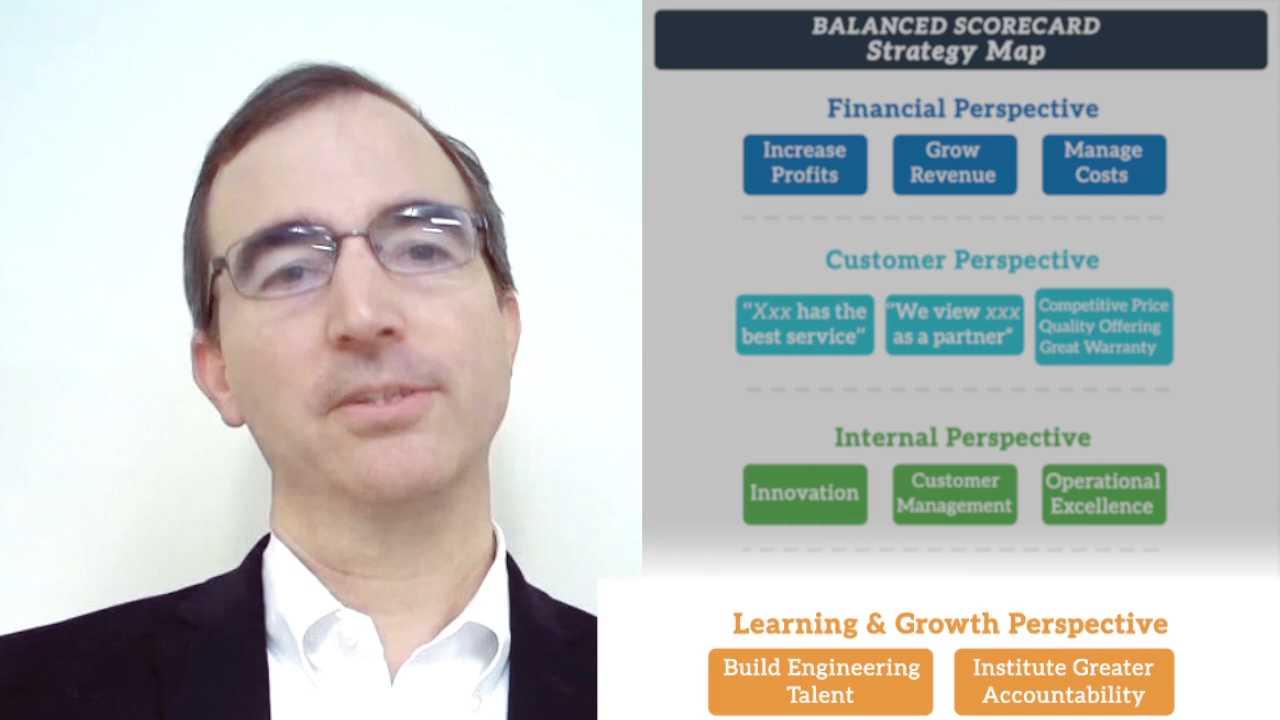 BALANCED SCORECARD
Strategy Map
Financial Perspective
Increase
Profits
Grow
Revenue
Manage
Costs
Customer Perspective
"Xxx has the
best service"
"We view xxx
as a partner"
Competitive Price
Quality Offering
Great Warranty
Internal Perspective
Innovation
Customer
Management
Operational
Excellence
Learning & Growth Perspective
Build Engineering
Talent
Institute Greater
Accountability